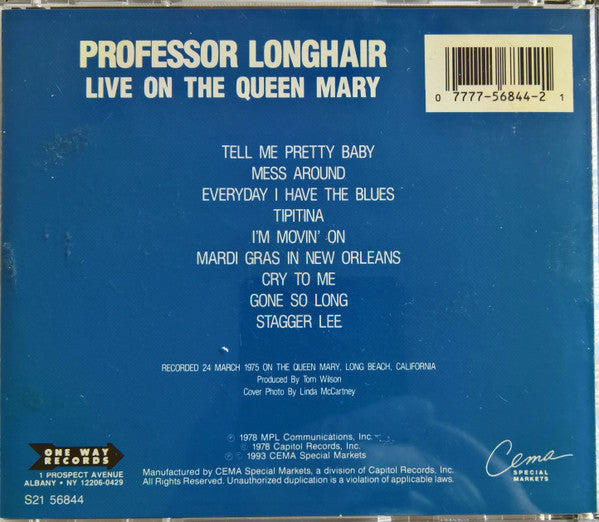 PROFESSOR LONGHAIR
LIVE ON THE QUEEN MARY
0 7777-56844-2 1
TELL ME PRETTY BABY
MESS AROUND
EVERYDAY I HAVE THE BLUES
TIPITINA
I'M MOVIN' ON
MARDI GRAS IN NEW ORLEANS
CRY TO ME
GONE SO LONG
STAGGER LEE
RECORDED 24 MARCH 1975 ON THE QUEEN MARY, LONG BEACH, CALIFORNIA
Produced By Tom Wilson
Cover Photo By Linda McCartney
℗ 1978 MPL Communications, Inc.
© 1978 Capitol Records, Inc.
© 1993 CEMA Special Markets
ONE WAY
RECORDS
1 PROSPECT AVENUE
ALBANY • NY 12206-0429
S21 56844
Manufactured by CEMA Special Markets, a division of Capitol Records, Inc.
All Rights Reserved. Unauthorized duplication is a violation of applicable laws.
Cema
SPECIAL
MARKETS